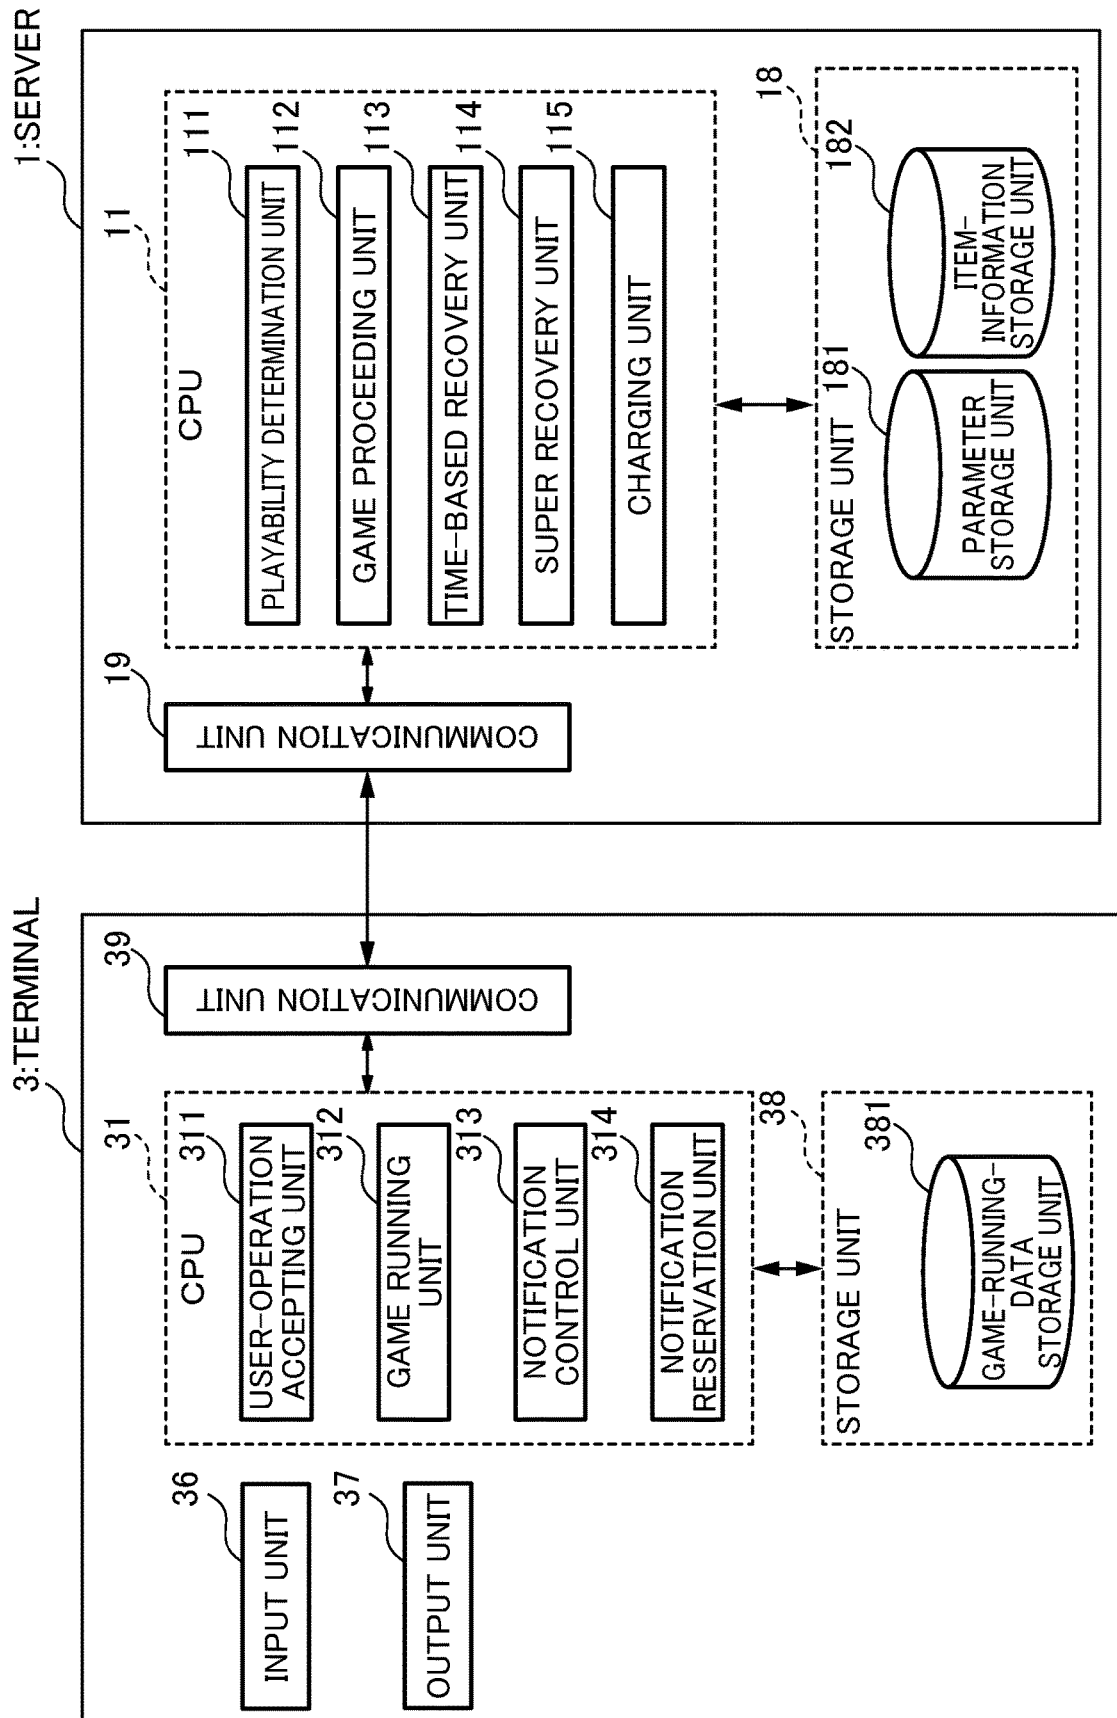 3:TERMINAL
36
INPUT UNIT
37
OUTPUT UNIT
31
CPU
311
USER-OPERATION
ACCEPTING UNIT
312
GAME RUNNING
UNIT
313
NOTIFICATION
CONTROL UNIT
314
NOTIFICATION
RESERVATION UNIT
38
STORAGE UNIT
381
GAME-RUNNING-
DATA
STORAGE UNIT
39
COMMUNICATION UNIT
1:SERVER
19
COMMUNICATION UNIT
11
CPU
111
PLAYABILITY DETERMINATION UNIT
112
GAME PROCEEDING UNIT
113
TIME-BASED RECOVERY UNIT
114
SUPER RECOVERY UNIT
115
CHARGING UNIT
18
STORAGE UNIT
181
PARAMETER
STORAGE UNIT
182
ITEM-
INFORMATION
STORAGE UNIT